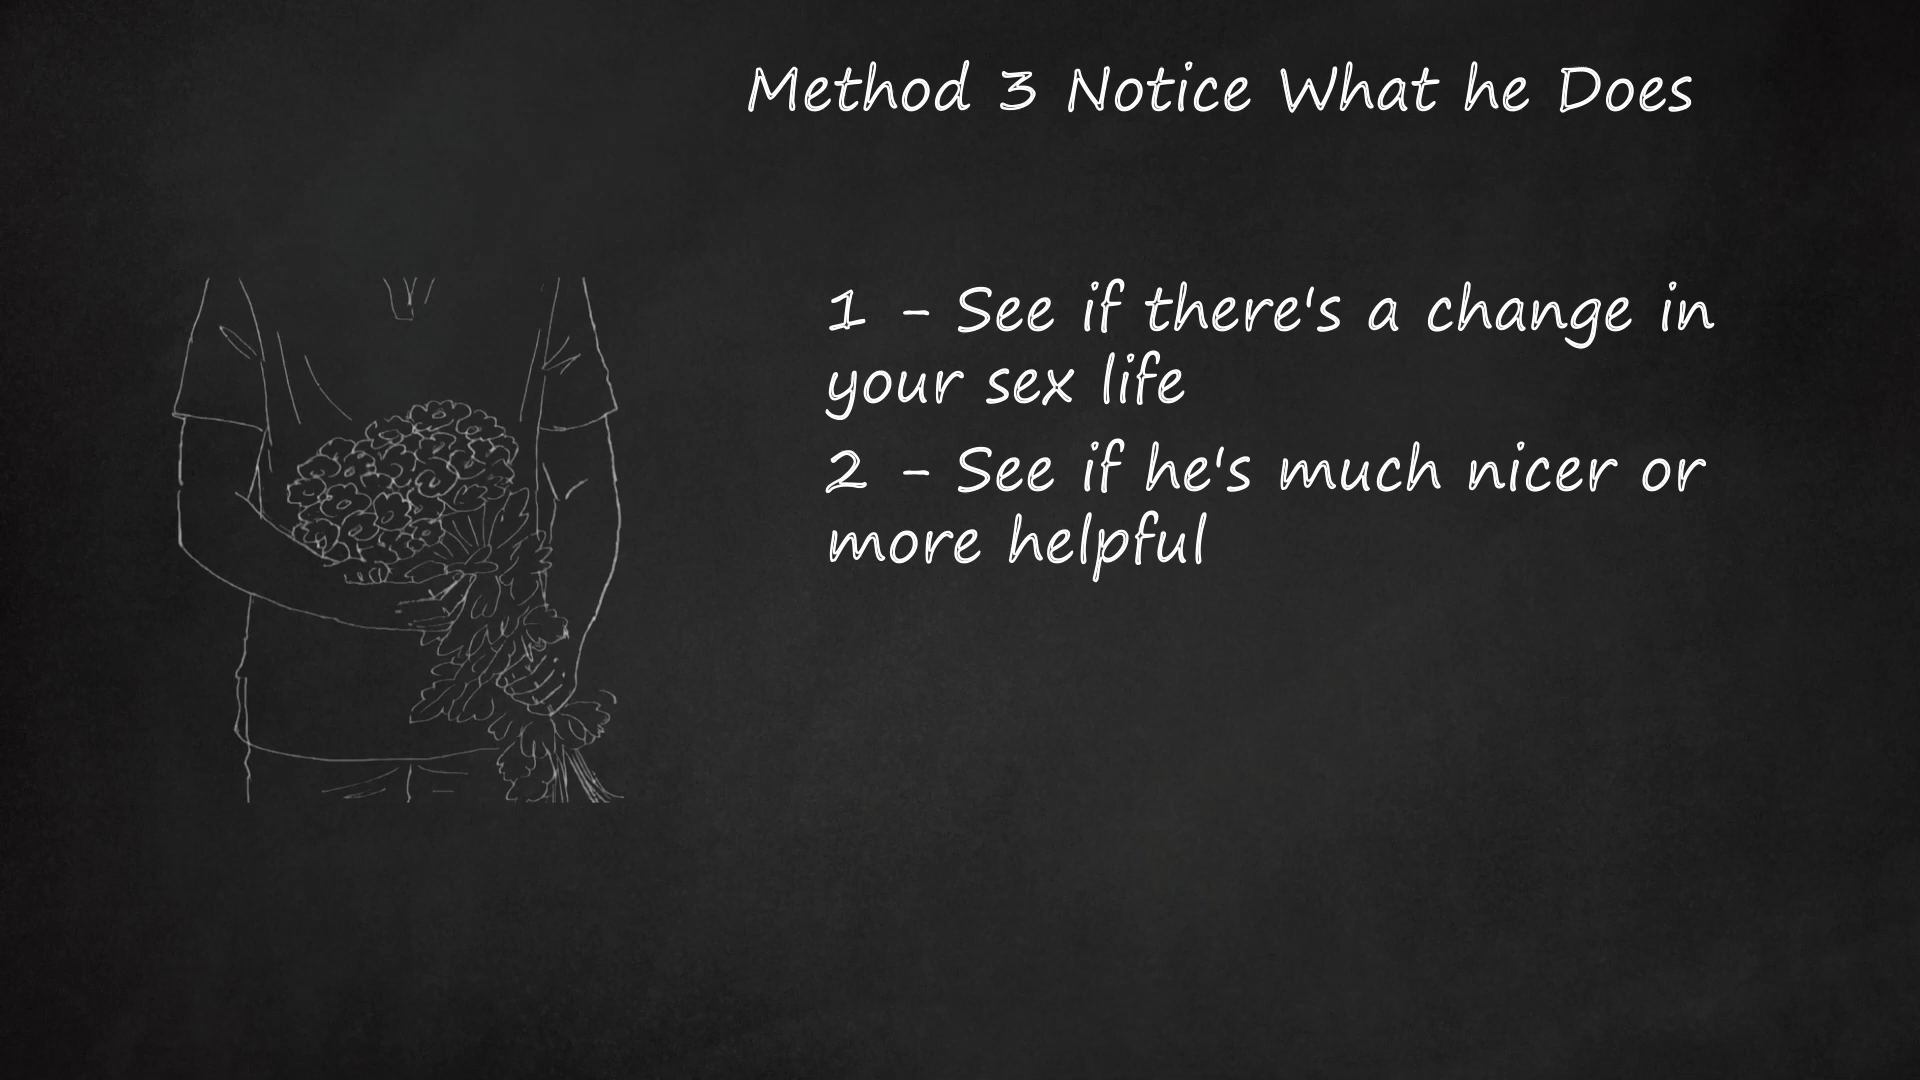 Method 3 Notice What he Does
1 - See if there's a change in
your sex life
2 - See if he's much nicer or
more helpful